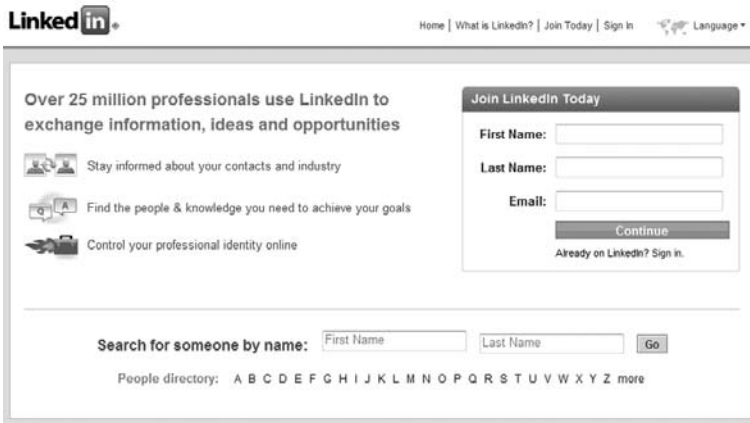 Linked in ®
Home | What is LinkedIn? | Join Today | Sign In Language
Over 25 million professionals use LinkedIn to
exchange information, ideas and opportunities
Stay informed about your contacts and industry
Q A
Find the people & knowledge you need to achieve your goals
Control your professional identity online
Join LinkedIn Today
First Name:
Last Name:
Email:
Continue
Already on LinkedIn? Sign in.
Search for someone by name: First Name Last Name Go
People directory: A B C D E F G H I J K L M N O P Q R S T U V W X Y Z more